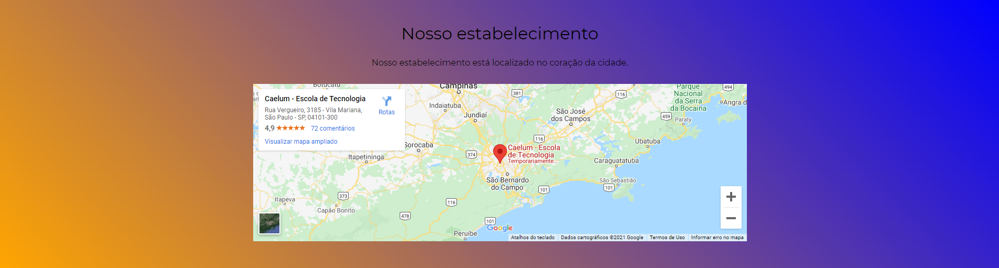 Nosso estabelecimento
Nosso estabelecimento está localizado no coração da cidade.
Caelum - Escola de Tecnologia
Rua Vergueiro, 3185 - Vila Mariana,
São Paulo - SP, 04101-300
4,9
72 comentários
Visualizar mapa ampliado
Rotas
Botucatu
Campinas
381
116
Parque
Nacional
da Serra
da Bocaina
494
Angra d
Indaiatuba
Jundiaí
São José
dos Campos
459
Paraty
Sorocaba
116
Ubatuba
Itapetininga
374
Caelum - Escola
de Tecnologia
Temporariamente...
Caraguatatuba
São Bernardo
do Campo
101
São Sebastião
101
Itapeva
373
116
Capão Bonito
478
101
Peruíbe
Google
Atalhos do teclado
Dados cartográficos ©2021 Google
Termos de Uso
Informar erro no mapa